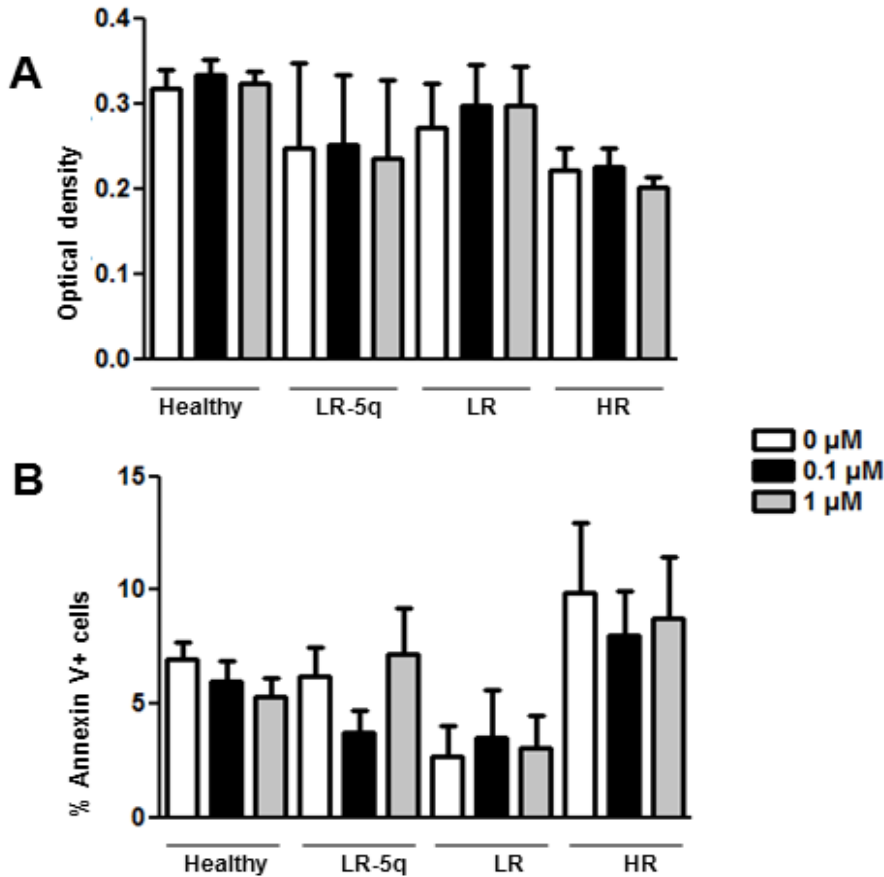 A
Optical density
0.4
0.3
0.2
0.1
0.0
Healthy LR-5q LR HR
0 µM
0.1 µM
1 µM
B
% Annexin V+ cells
15
10
5
0
Healthy LR-5q LR HR